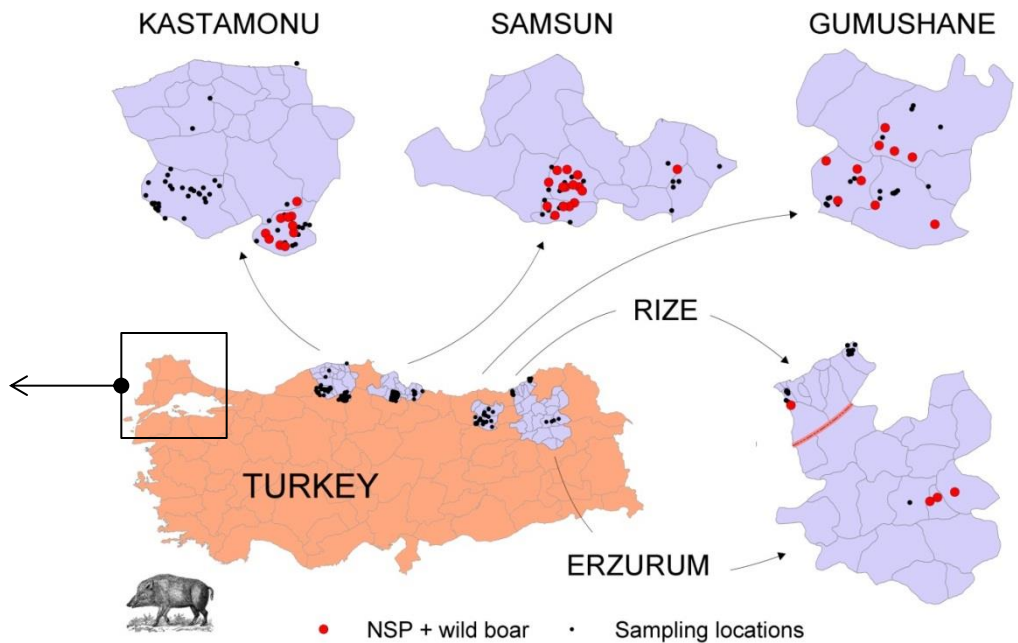 KASTAMONU
SAMSUN
GUMUSHANE
RIZE
TURKEY
ERZURUM
NSP + wild boar
Sampling locations